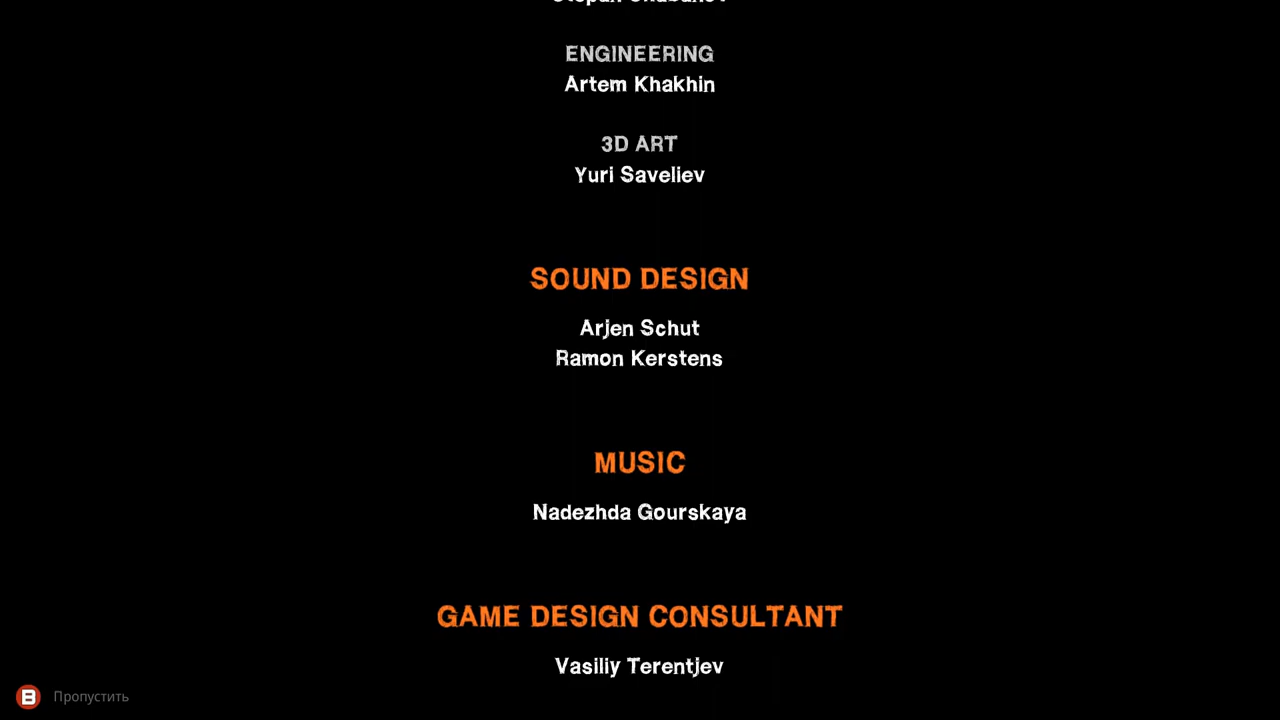 ENGINEERING
Artem Khakhin
3D ART
Yuri Saveliev
SOUND DESIGN
Arjen Schut
Ramon Kerstens
MUSIC
Nadezhda Gourskaya
GAME DESIGN CONSULTANT
Vasiliy Terentjev
B Пропустить